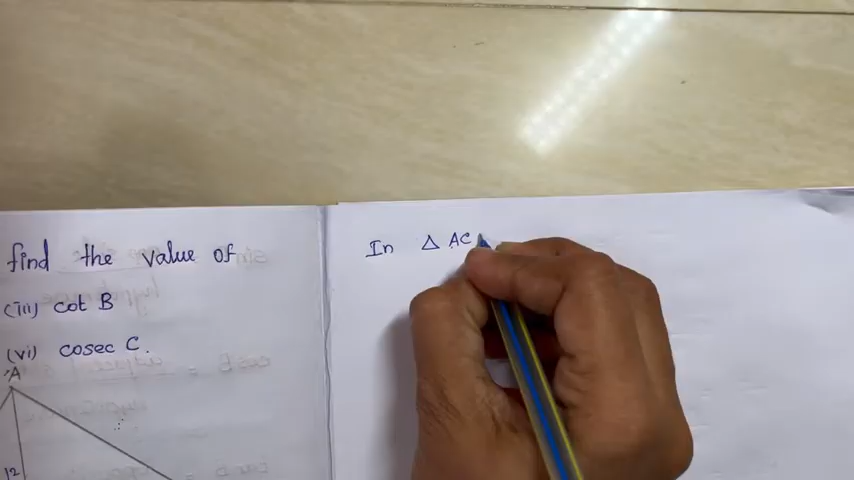 find the value of
(iii) cot B
(vi) cosec C.
A
12
In △ AC